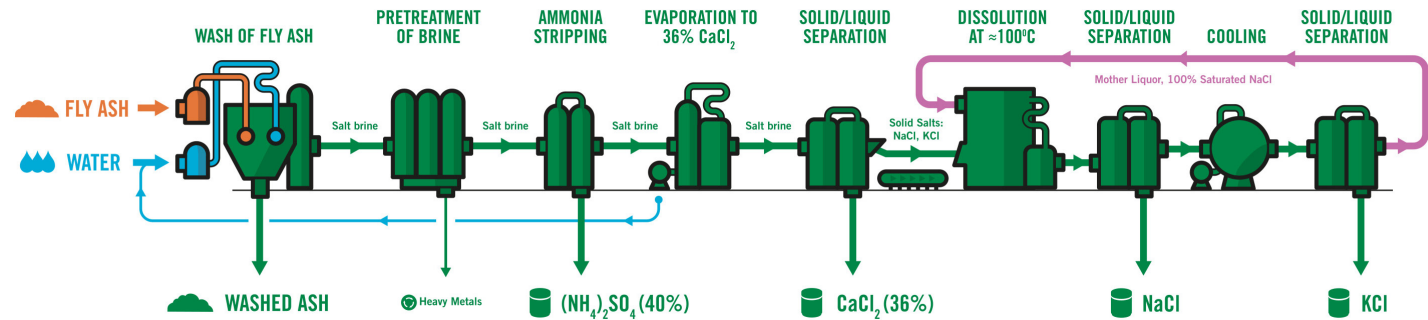 WASH OF FLY ASH
PRETREATMENT
OF BRINE
AMMONIA
STRIPPING
EVAPORATION TO
36% CaCl₂
SOLID/LIQUID
SEPARATION
DISSOLUTION
AT ≈100⁰C
SOLID/LIQUID
SEPARATION
COOLING
SOLID/LIQUID
SEPARATION
Mother Liquor, 100% Saturated NaCl
FLY ASH
WATER
Salt brine
Salt brine
Salt brine
Salt brine
Solid Salts:
NaCl, KCl
WASHED ASH
Heavy Metals
(NH₄)₂SO₄ (40%)
CaCl₂ (36%)
NaCl
KCl